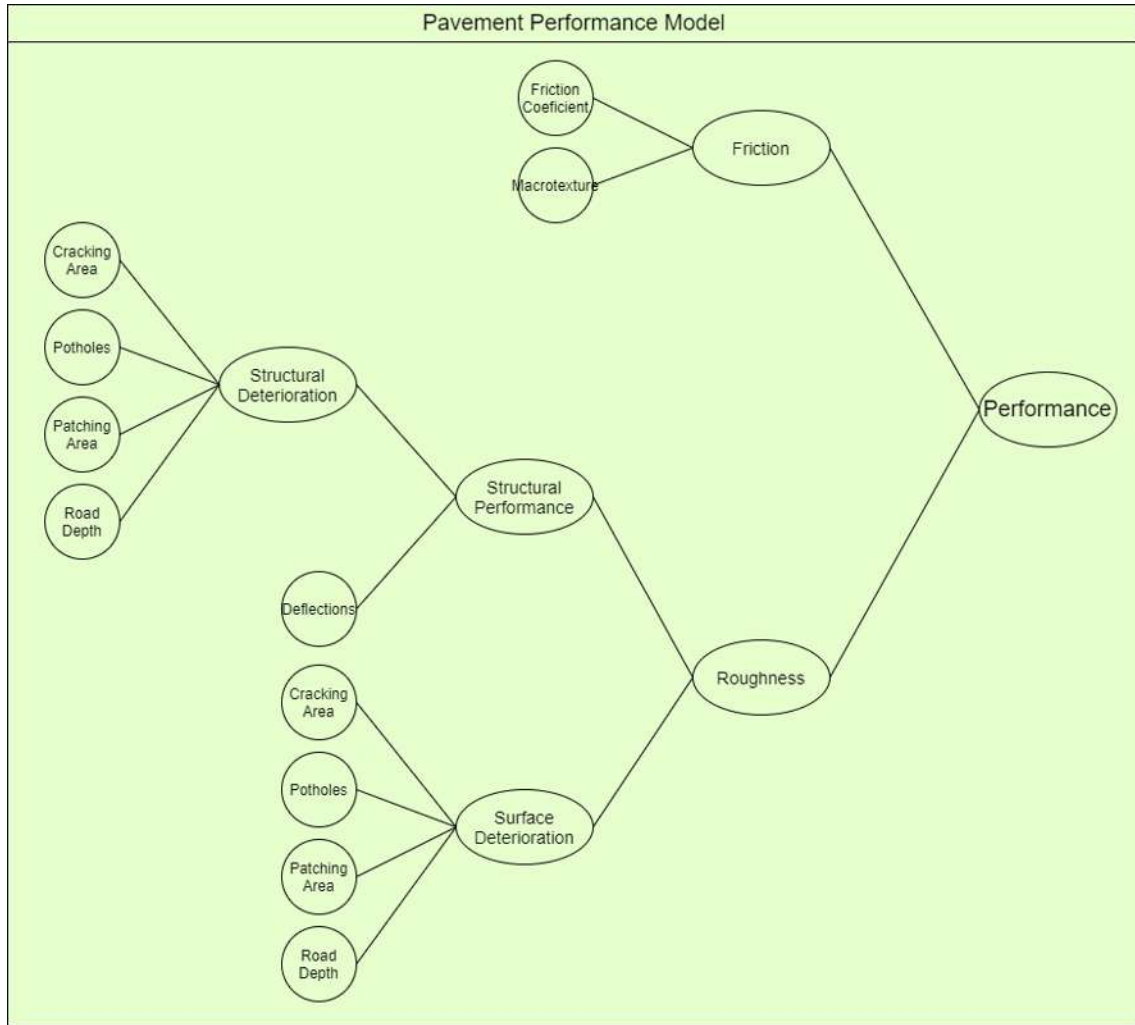 Pavement Performance Model
Friction
Coeficient
Friction
Macrotexture
Cracking
Area
Potholes
Structural
Deterioration
Patching
Area
Performance
Road
Depth
Structural
Performance
Deflections
Cracking
Area
Roughness
Potholes
Surface
Deterioration
Patching
Area
Road
Depth